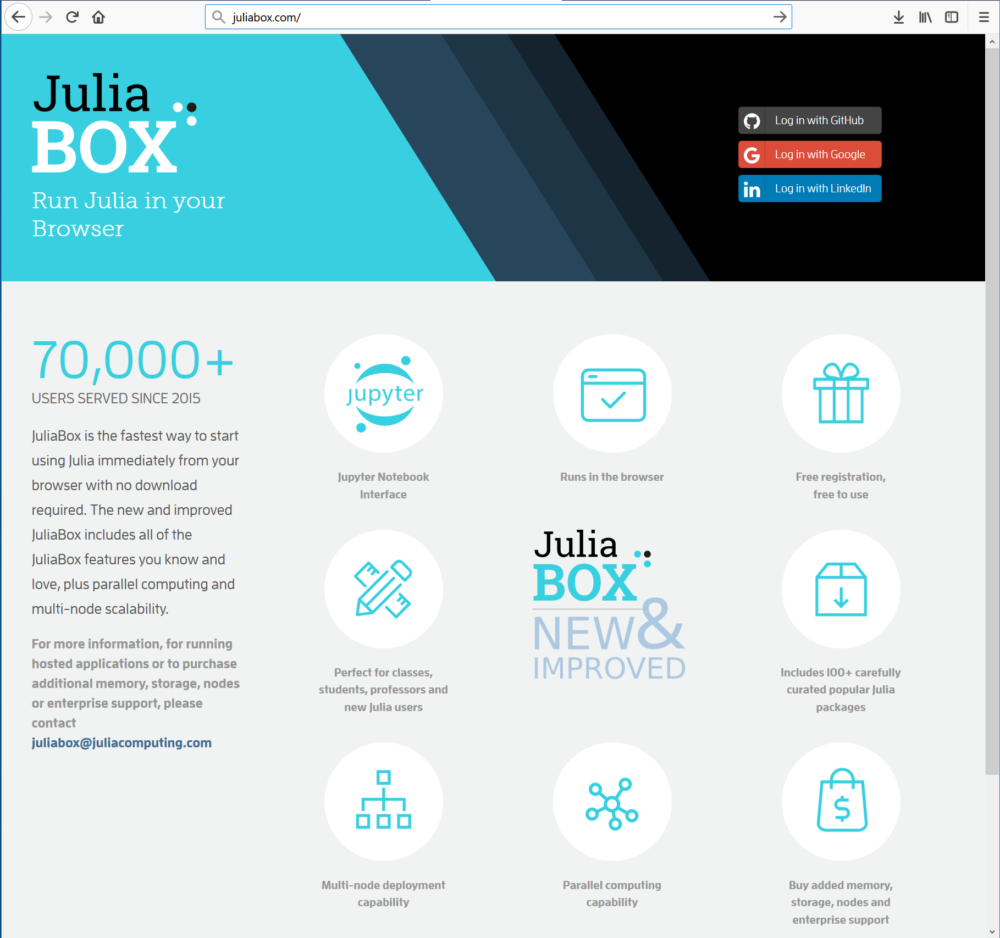 juliabox.com/
Julia
BOX
Run Julia in your
Browser
Log in with GitHub
Log in with Google
Log in with LinkedIn
70,000+
USERS SERVED SINCE 2015
JuliaBox is the fastest way to start
using Julia immediately from your
browser with no download
required. The new and improved
JuliaBox includes all of the
JuliaBox features you know and
love, plus parallel computing and
multi-node scalability.
For more information, for running
hosted applications or to purchase
additional memory, storage, nodes
or enterprise support, please
contact
juliabox@juliacomputing.com
jupyter
Jupyter Notebook
Interface
Runs in the browser
Free registration,
free to use
Perfect for classes,
students, professors and
new Julia users
Julia
BOX
NEW &
IMPROVED
Includes 100+ carefully
curated popular Julia
packages
Multi-node deployment
capability
Parallel computing
capability
$
Buy added memory,
storage, nodes and
enterprise support